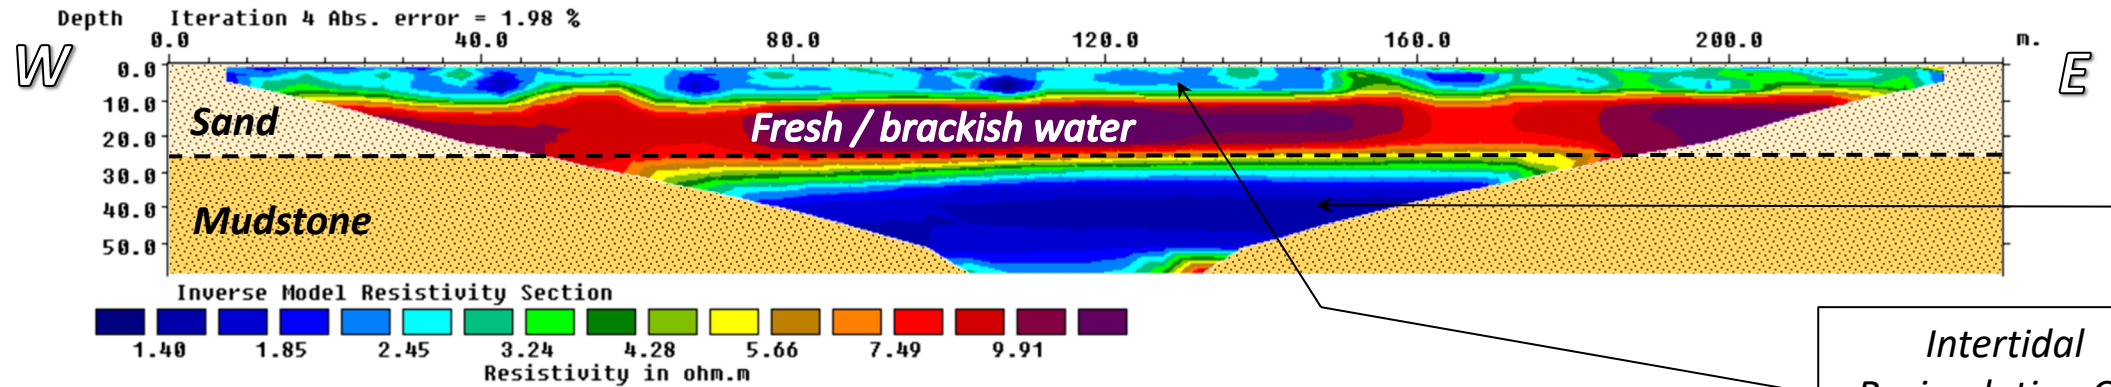 Depth Iteration 4 Abs. error = 1.98 %
0.0 40.0 80.0 120.0 160.0 200.0 m.
W
E
0.0
10.0
Sand
Fresh / brackish water
20.0
30.0
40.0
Mudstone
50.0
Inverse Model Resistivity Section
1.40 1.85 2.45 3.24 4.28 5.66 7.49 9.91
Resistivity in ohm.m
Intertidal